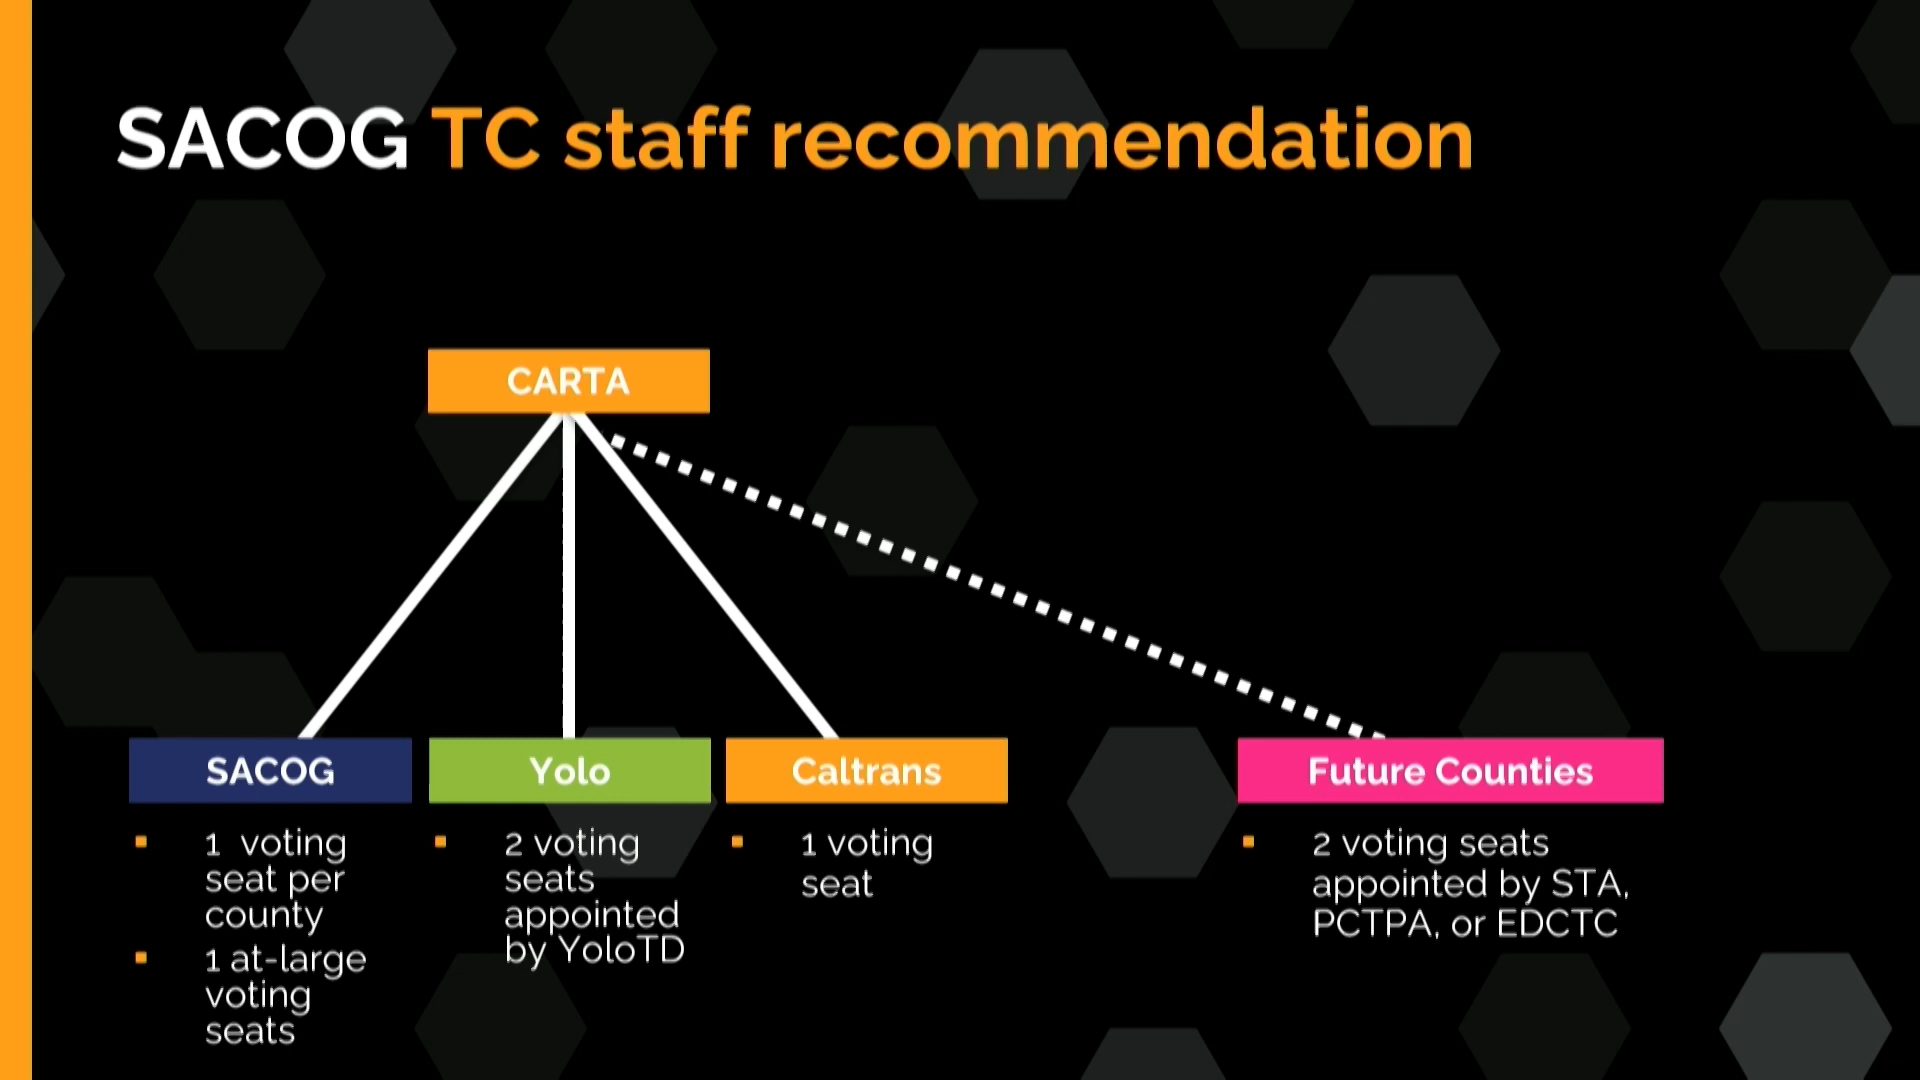 SACOG TC staff recommendation
CARTA
SACOG
1 voting
seat per
county
1 at-large
voting
seats
Yolo
2 voting
seats
appointed
by YoloTD
Caltrans
1 voting
seat
Future Counties
2 voting seats
appointed by STA,
PCTPA, or EDCTC